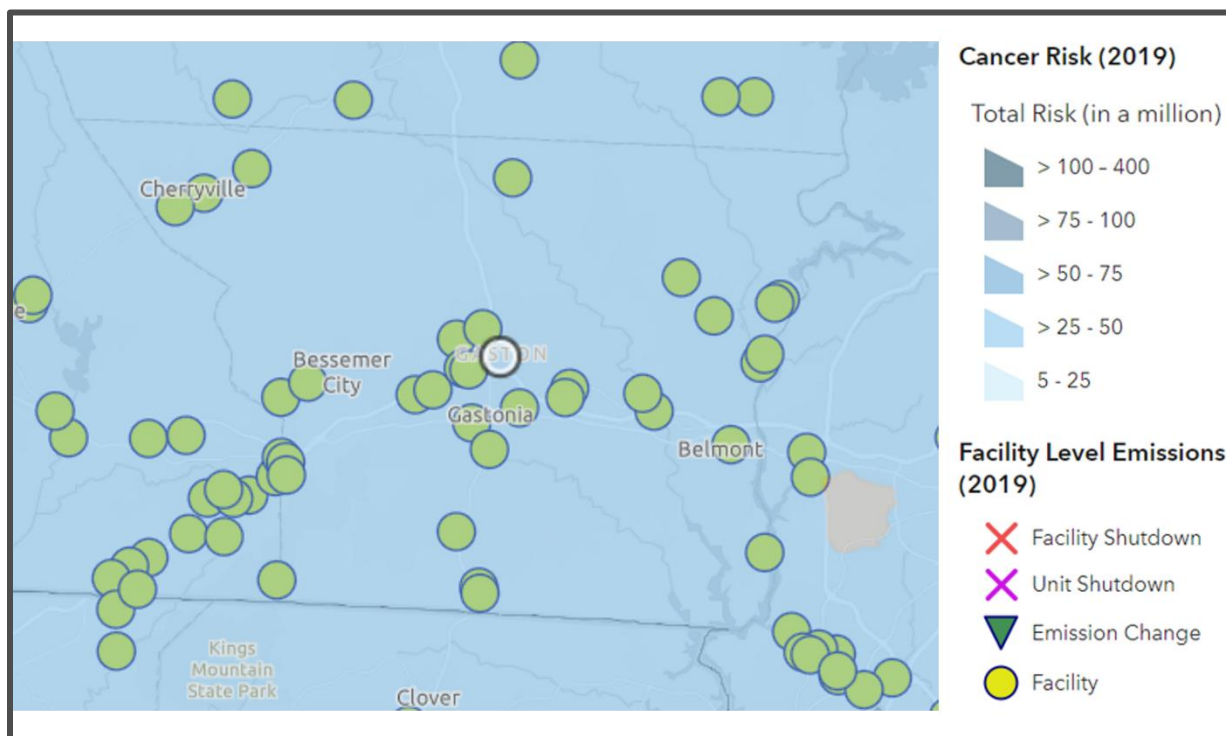 Cherryville
e
Bessemer
City
GASTON
Gastonia
Belmont
Kings
Mountain
State Park
Clover
Cancer Risk (2019)
Total Risk (in a million)
> 100 - 400
> 75 - 100
> 50 - 75
> 25 - 50
5 - 25
Facility Level Emissions
(2019)
Facility Shutdown
Unit Shutdown
Emission Change
Facility